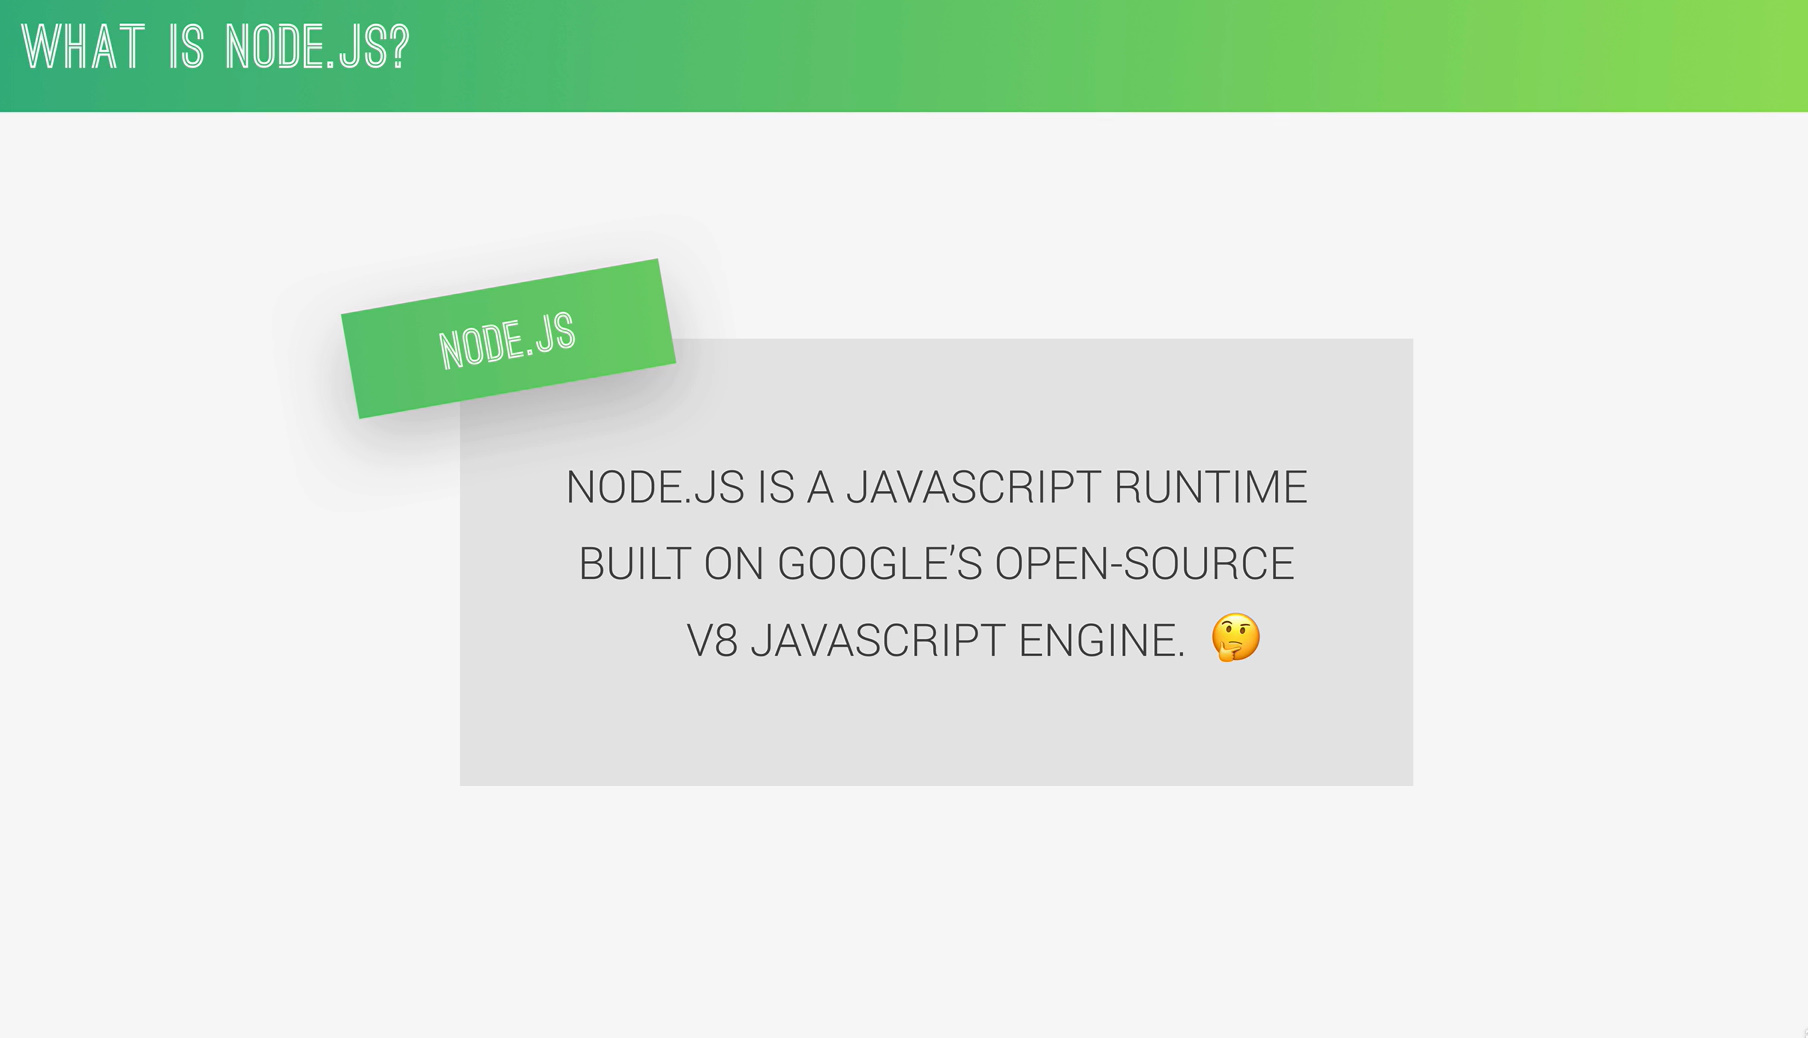 WHAT IS NODE.JS?
NODE.JS
NODE.JS IS A JAVASCRIPT RUNTIME
BUILT ON GOOGLE’S OPEN-SOURCE
V8 JAVASCRIPT ENGINE. 🤔